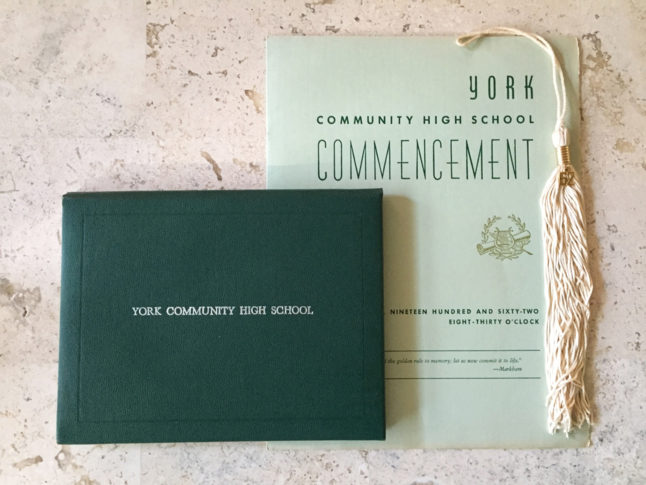 YORK
COMMUNITY HIGH SCHOOL
COMMENCEMENT
62
NINETEEN HUNDRED AND SIXTY-TWO
EIGHT-THIRTY O'CLOCK
the golden rule to memory; let us now commit it to life."
—Markham
YORK COMMUNITY HIGH SCHOOL